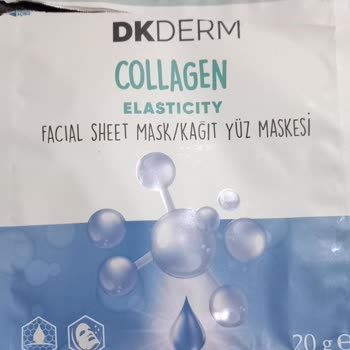 DKDERM
COLLAGEN
ELASTICITY
FACIAL SHEET MASK/KAĞIT YÜZ MASKESİ
20 g e